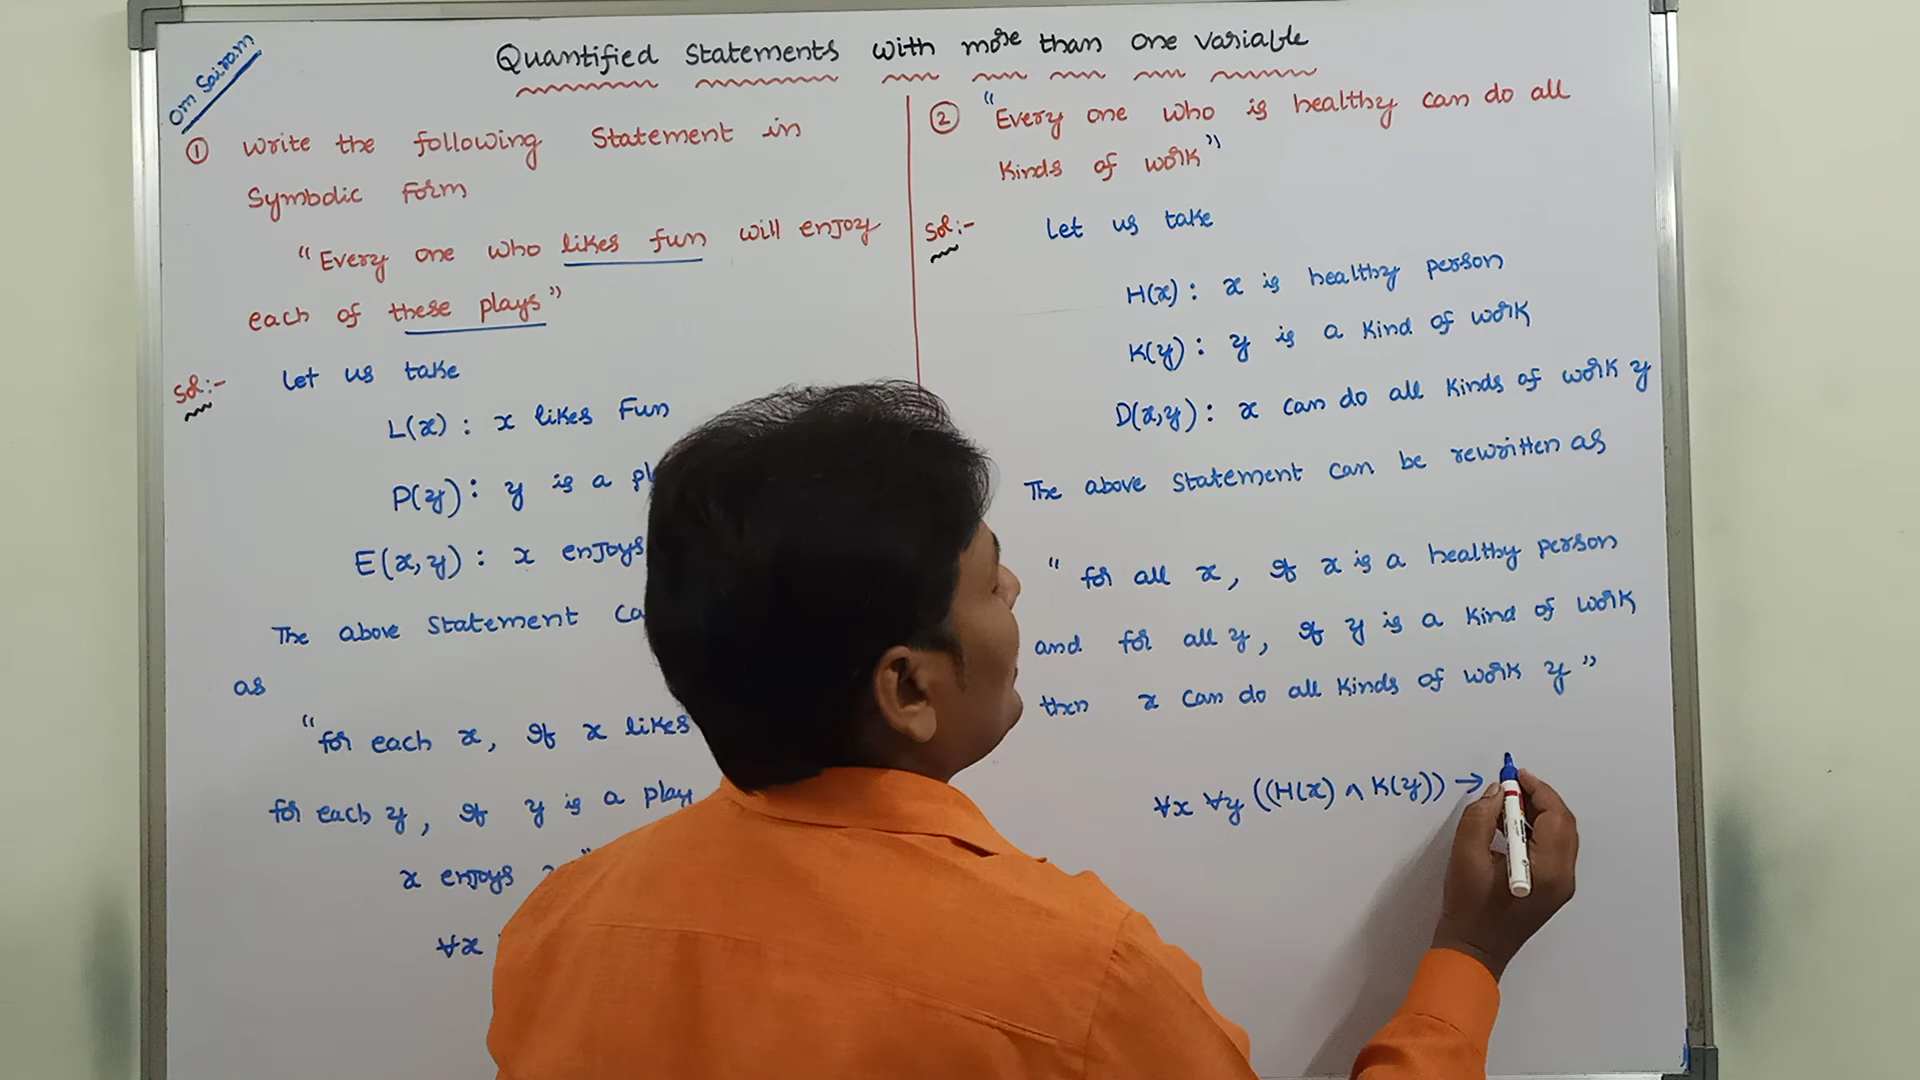 Om Sairam
Quantified Statements with more than one variable
① Write the following Statement in
Symbolic Form
"Every one who likes fun will enjoy
each of these plays"
Sol:- Let us take
L(x) : x likes Fun
P(y) : y is a
E(x,y) : x enjoys
The above Statement
as
"for each x, if x likes
for each y, if y is a play
x enjoys
∀x
② "Every one who is healthy can do all
Kinds of work"
Sol:- Let us take
H(x) : x is healthy person
K(y) : y is a Kind of work
D(x,y) : x can do all Kinds of work y
The above Statement can be rewritten as
"for all x, if x is a healthy person
and for all y, if y is a Kind of work
then x can do all Kinds of work y"
∀x ∀y ((H(x) ∧ K(y)) →